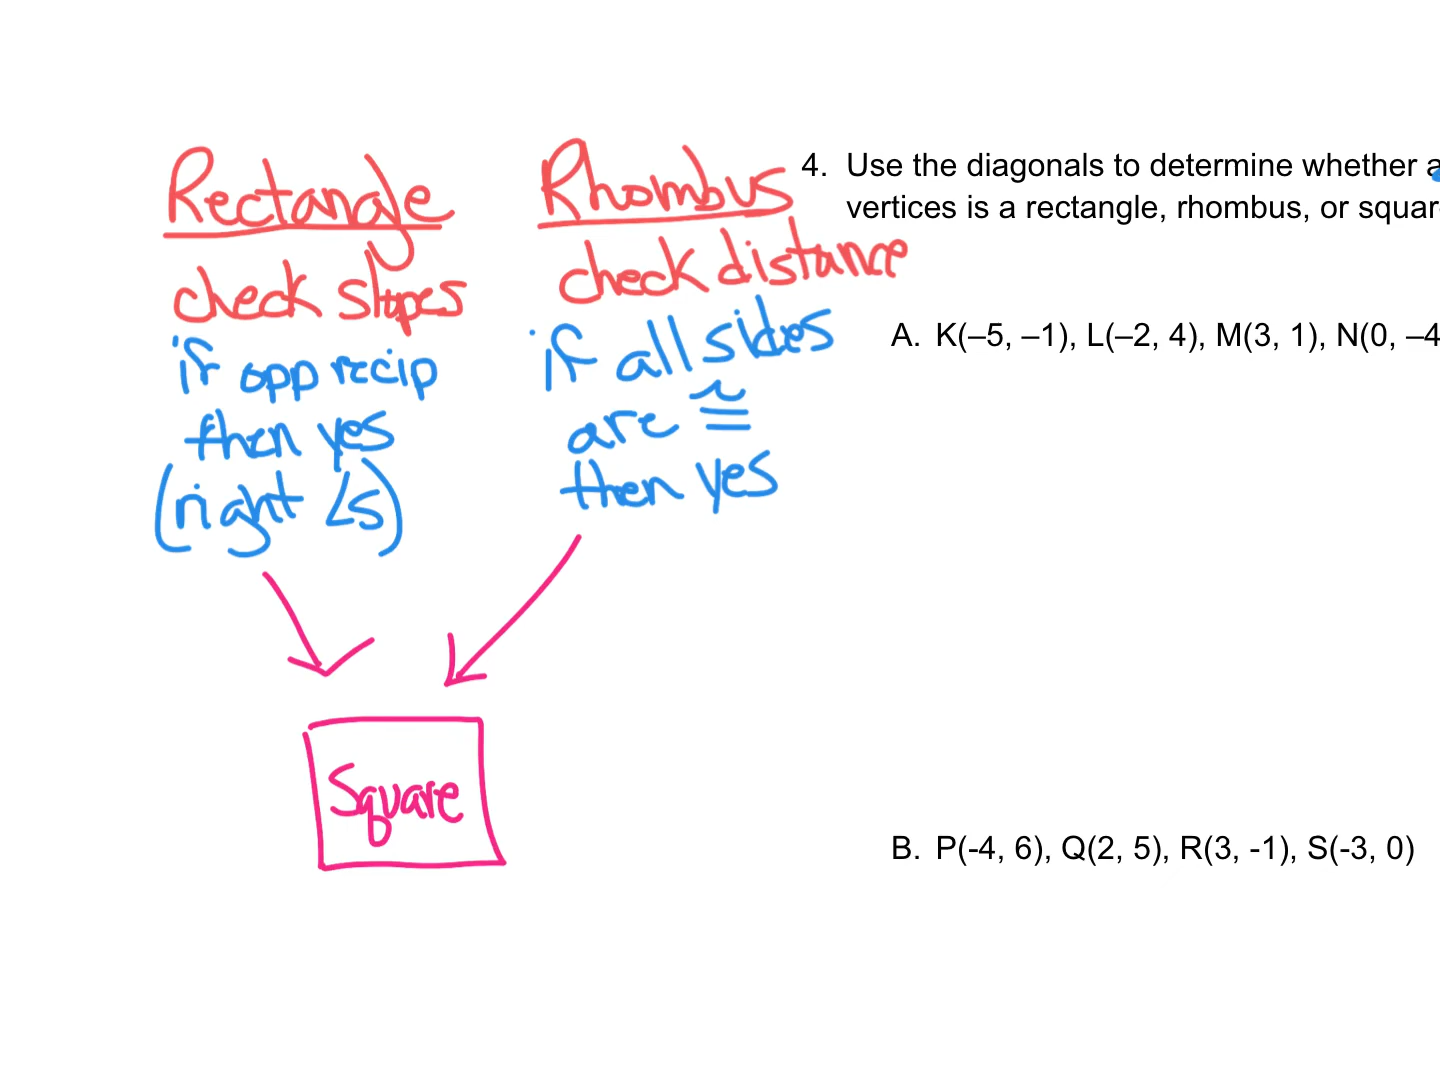 Rectangle
check slopes
if opp recip
then yes
(right ∠s)
Rhombus
check distance
if all sides
are ≅
then yes
Square
4. Use the diagonals to determine whether a
vertices is a rectangle, rhombus, or squar
A. K(–5, –1), L(–2, 4), M(3, 1), N(0, –4
B. P(-4, 6), Q(2, 5), R(3, -1), S(-3, 0)